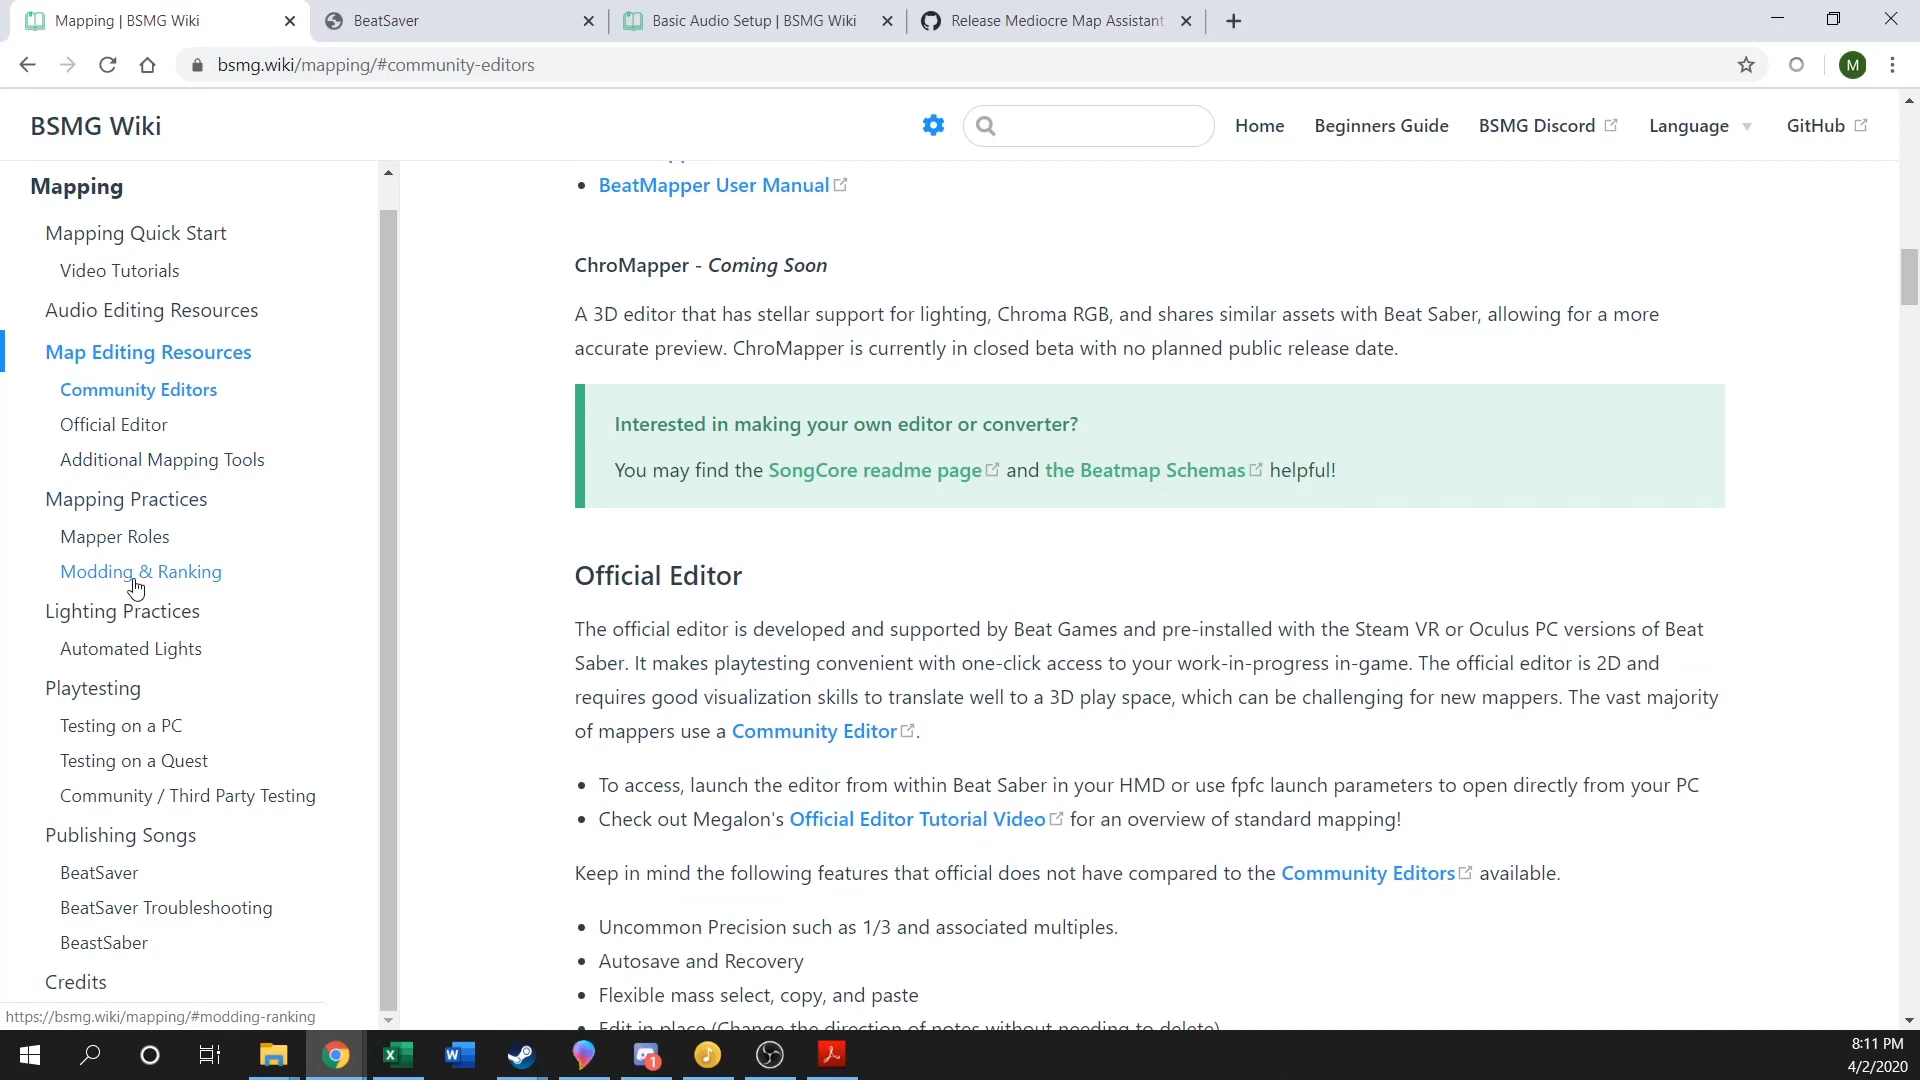 Mapping | BSMG Wiki
BeatSaver
Basic Audio Setup | BSMG Wiki
Release Mediocre Map Assistant
bsmg.wiki/mapping/#community-editors
M
BSMG Wiki
Home
Beginners Guide
BSMG Discord
Language
GitHub
Mapping
Mapping Quick Start
Video Tutorials
Audio Editing Resources
Map Editing Resources
Community Editors
Official Editor
Additional Mapping Tools
Mapping Practices
Mapper Roles
Modding & Ranking
Lighting Practices
Automated Lights
Playtesting
Testing on a PC
Testing on a Quest
Community / Third Party Testing
Publishing Songs
BeatSaver
BeatSaver Troubleshooting
BeastSaber
Credits
https://bsmg.wiki/mapping/#modding-ranking
• BeatMapper User Manual
ChroMapper - Coming Soon
A 3D editor that has stellar support for lighting, Chroma RGB, and shares similar assets with Beat Saber, allowing for a more
accurate preview. ChroMapper is currently in closed beta with no planned public release date.
Interested in making your own editor or converter?
You may find the SongCore readme page and the Beatmap Schemas helpful!
Official Editor
The official editor is developed and supported by Beat Games and pre-installed with the Steam VR or Oculus PC versions of Beat
Saber. It makes playtesting convenient with one-click access to your work-in-progress in-game. The official editor is 2D and
requires good visualization skills to translate well to a 3D play space, which can be challenging for new mappers. The vast majority
of mappers use a Community Editor.
• To access, launch the editor from within Beat Saber in your HMD or use fpfc launch parameters to open directly from your PC
• Check out Megalon's Official Editor Tutorial Video for an overview of standard mapping!
Keep in mind the following features that official does not have compared to the Community Editors available.
• Uncommon Precision such as 1/3 and associated multiples.
• Autosave and Recovery
• Flexible mass select, copy, and paste
• Edit in place (Change the direction of notes without needing to delete)
1
8:11 PM
4/2/2020